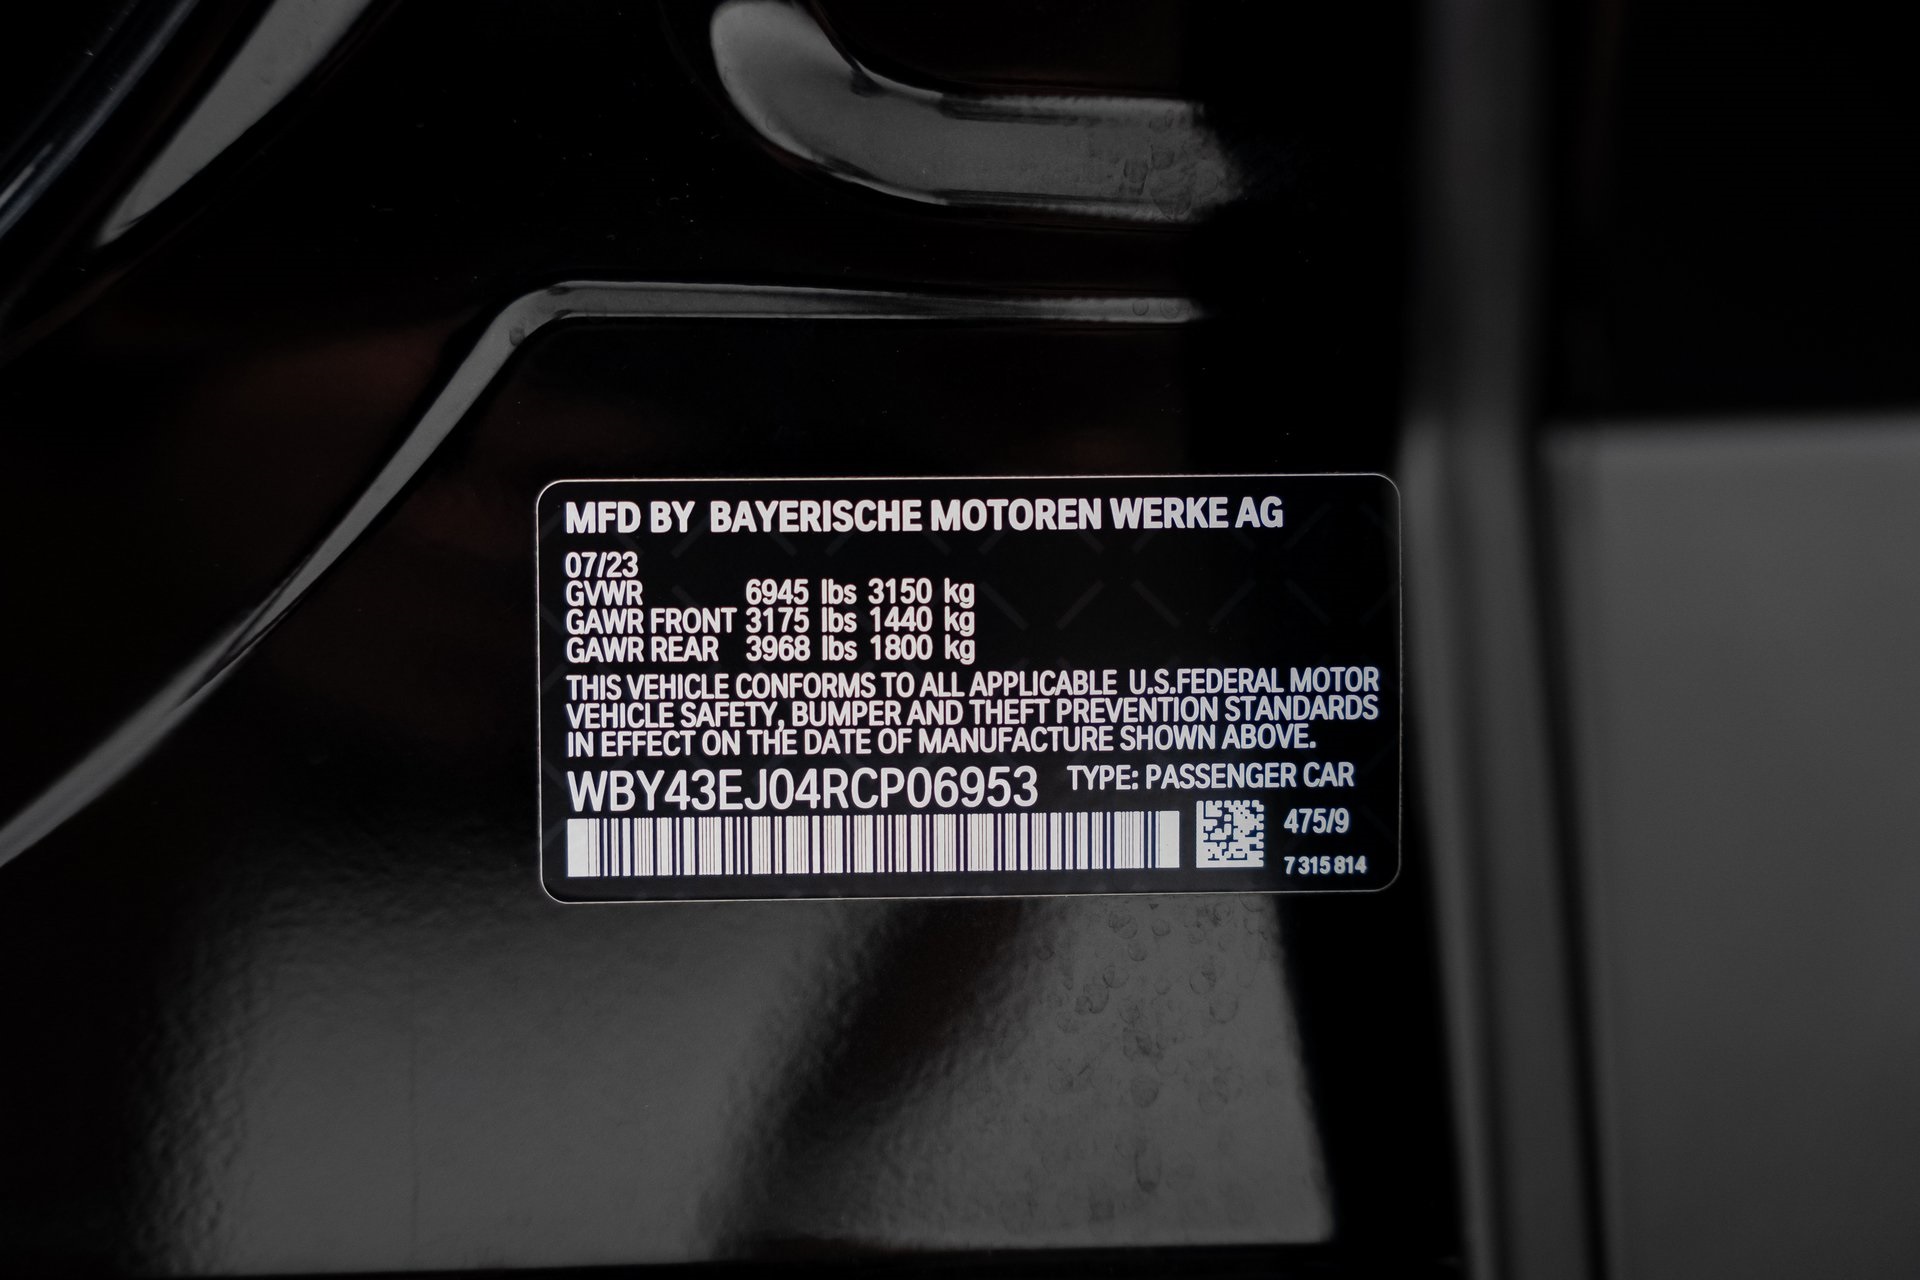 MFD BY BAYERISCHE MOTOREN WERKE AG
07/23
GVWR 6945 lbs 3150 kg
GAWR FRONT 3175 lbs 1440 kg
GAWR REAR 3968 lbs 1800 kg
THIS VEHICLE CONFORMS TO ALL APPLICABLE U.S.FEDERAL MOTOR
VEHICLE SAFETY, BUMPER AND THEFT PREVENTION STANDARDS
IN EFFECT ON THE DATE OF MANUFACTURE SHOWN ABOVE.
WBY43EJ04RCP06953 TYPE: PASSENGER CAR
475/9
7 315 814